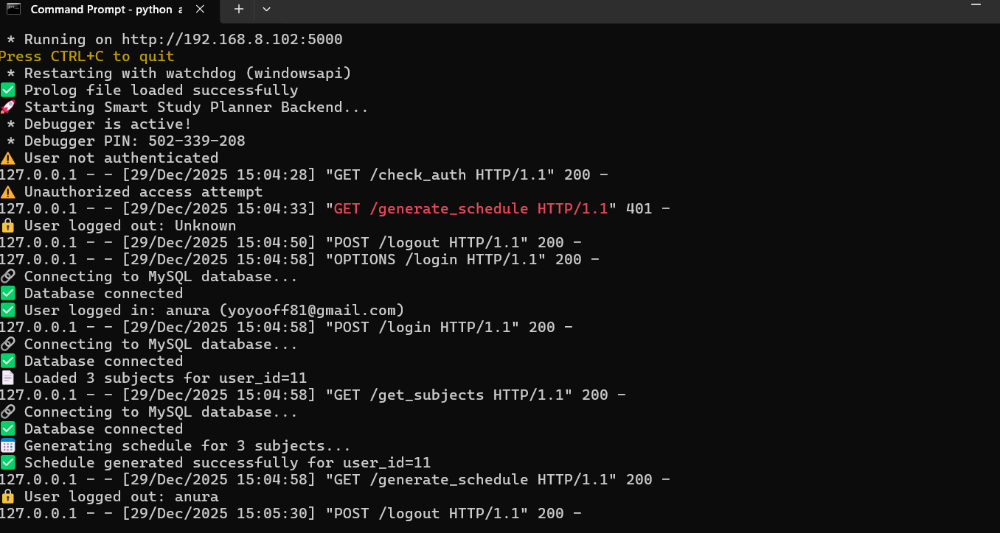 Command Prompt - python a
* Running on http://192.168.8.102:5000
Press CTRL+C to quit
* Restarting with watchdog (windowsapi)
✅ Prolog file loaded successfully
🚀 Starting Smart Study Planner Backend...
* Debugger is active!
* Debugger PIN: 502-339-208
⚠️ User not authenticated
127.0.0.1 - - [29/Dec/2025 15:04:28] "GET /check_auth HTTP/1.1" 200 -
⚠️ Unauthorized access attempt
127.0.0.1 - - [29/Dec/2025 15:04:33] "GET /generate_schedule HTTP/1.1" 401 -
🔒 User logged out: Unknown
127.0.0.1 - - [29/Dec/2025 15:04:50] "POST /logout HTTP/1.1" 200 -
127.0.0.1 - - [29/Dec/2025 15:04:58] "OPTIONS /login HTTP/1.1" 200 -
🔗 Connecting to MySQL database...
✅ Database connected
✅ User logged in: anura (yoyooff81@gmail.com)
127.0.0.1 - - [29/Dec/2025 15:04:58] "POST /login HTTP/1.1" 200 -
🔗 Connecting to MySQL database...
✅ Database connected
📄 Loaded 3 subjects for user_id=11
127.0.0.1 - - [29/Dec/2025 15:04:58] "GET /get_subjects HTTP/1.1" 200 -
🔗 Connecting to MySQL database...
✅ Database connected
📅 Generating schedule for 3 subjects...
✅ Schedule generated successfully for user_id=11
127.0.0.1 - - [29/Dec/2025 15:04:58] "GET /generate_schedule HTTP/1.1" 200 -
🔒 User logged out: anura
127.0.0.1 - - [29/Dec/2025 15:05:30] "POST /logout HTTP/1.1" 200 -